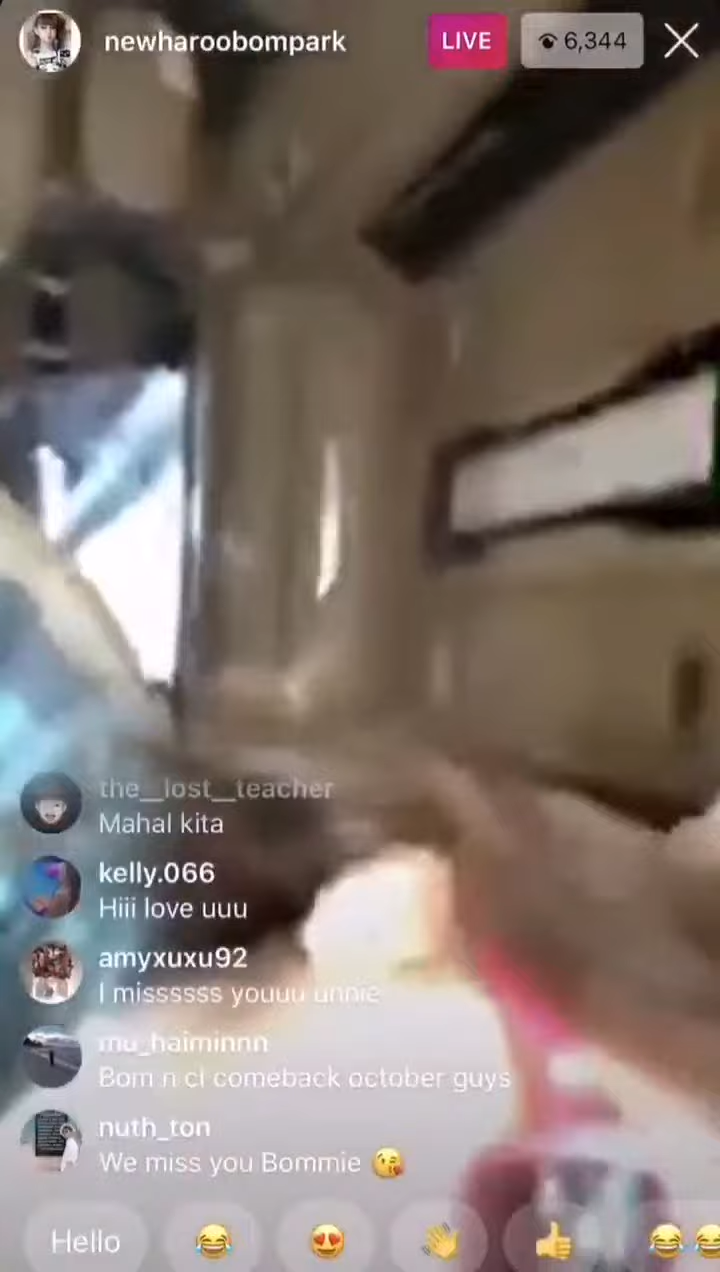 newharoobompark
LIVE
6,344
the__lost__teacher
Mahal kita
kelly.066
Hiii love uuu
amyxuxu92
I missssss youuu unnie
mu_haiminnn
Bom n cl comeback october guys
nuth_ton
We miss you Bommie 😘
Hello
😂
😍
👋
👍
😂😂